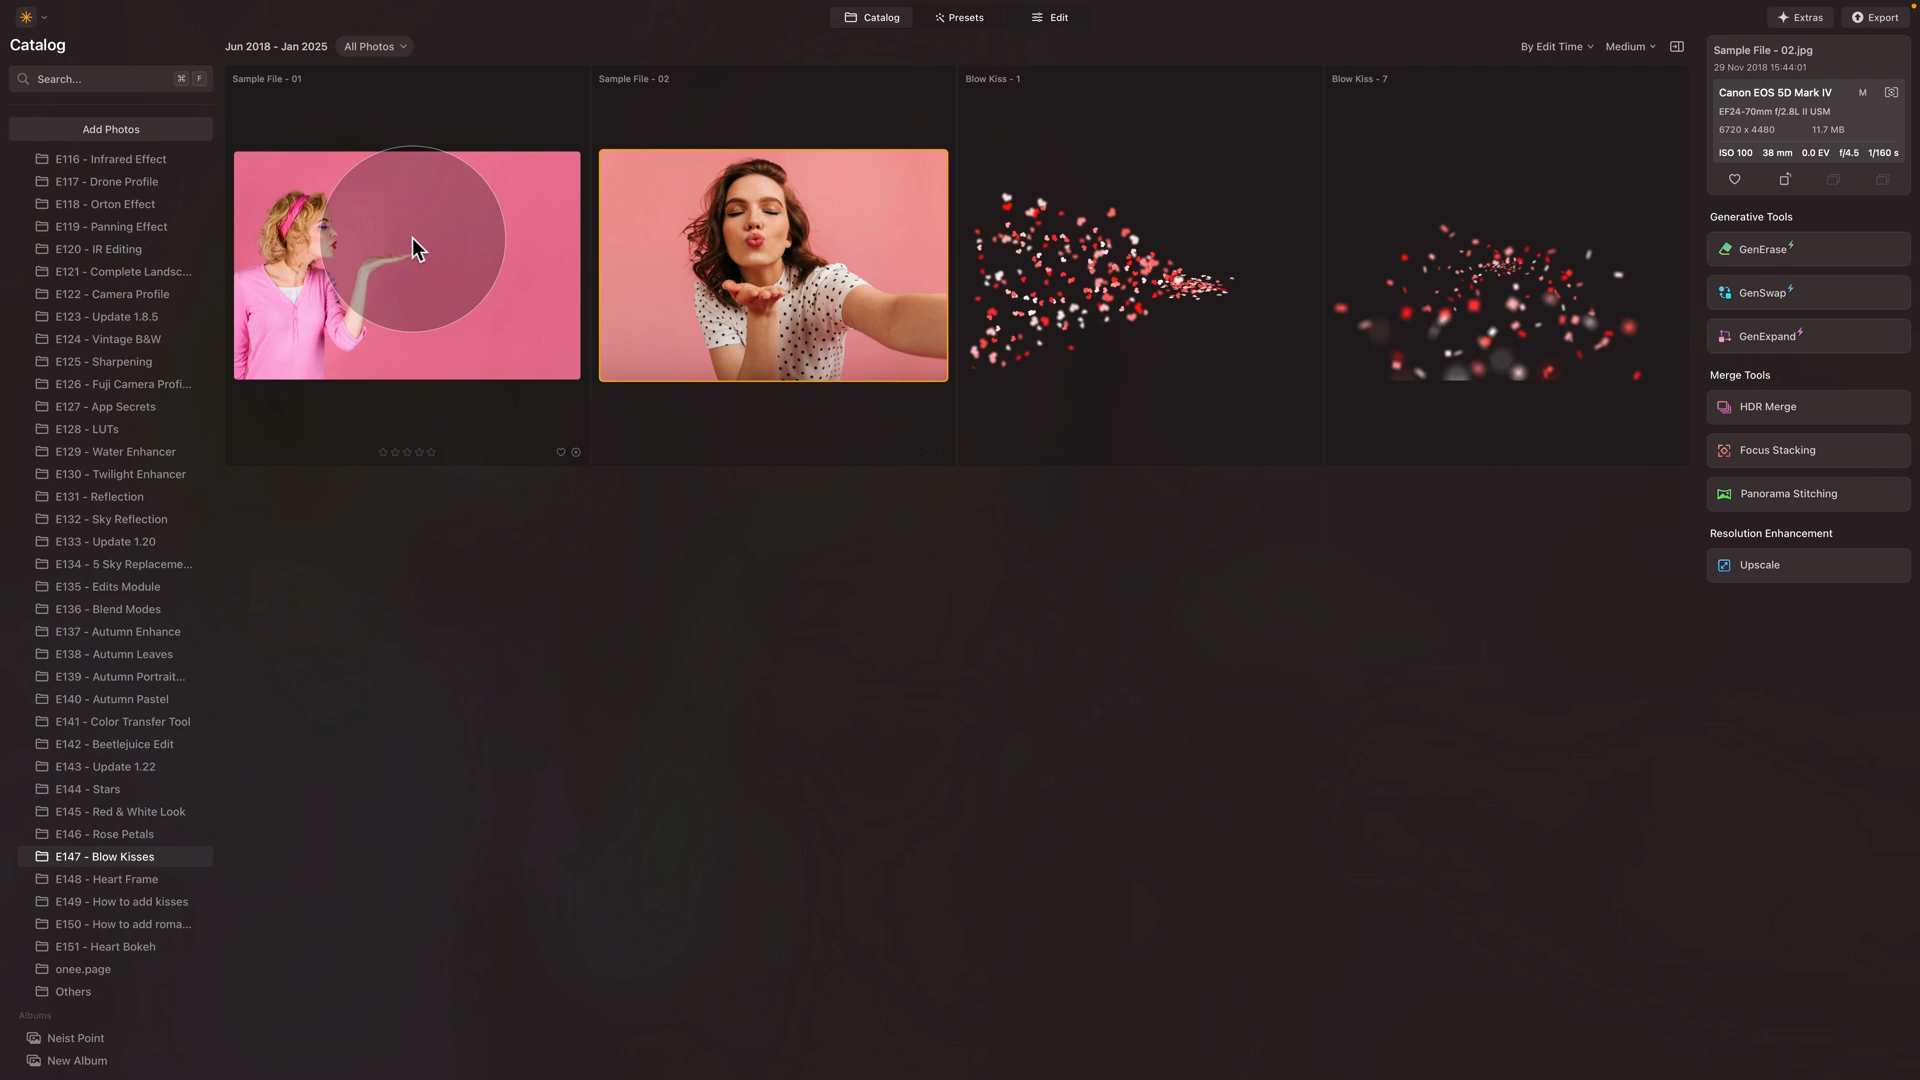 Catalog
Presets
Edit
Extras
Export
Catalog
Jun 2018 - Jan 2025
All Photos
By Edit Time
Medium
Search...
⌘
F
Add Photos
E116 - Infrared Effect
E117 - Drone Profile
E118 - Orton Effect
E119 - Panning Effect
E120 - IR Editing
E121 - Complete Landsc...
E122 - Camera Profile
E123 - Update 1.8.5
E124 - Vintage B&W
E125 - Sharpening
E126 - Fuji Camera Profi...
E127 - App Secrets
E128 - LUTs
E129 - Water Enhancer
E130 - Twilight Enhancer
E131 - Reflection
E132 - Sky Reflection
E133 - Update 1.20
E134 - 5 Sky Replaceme...
E135 - Edits Module
E136 - Blend Modes
E137 - Autumn Enhance
E138 - Autumn Leaves
E139 - Autumn Portrait...
E140 - Autumn Pastel
E141 - Color Transfer Tool
E142 - Beetlejuice Edit
E143 - Update 1.22
E144 - Stars
E145 - Red & White Look
E146 - Rose Petals
E147 - Blow Kisses
E148 - Heart Frame
E149 - How to add kisses
E150 - How to add roma...
E151 - Heart Bokeh
onee.page
Others
Albums
Neist Point
New Album
Sample File - 01
Sample File - 02
Blow Kiss - 1
Blow Kiss - 7
Sample File - 02.jpg
29 Nov 2018 15:44:01
Canon EOS 5D Mark IV M
EF24-70mm f/2.8L II USM
6720 x 4480 11.7 MB
ISO 100 38 mm 0.0 EV f/4.5 1/160 s
Generative Tools
GenErase
GenSwap
GenExpand
Merge Tools
HDR Merge
Focus Stacking
Panorama Stitching
Resolution Enhancement
Upscale